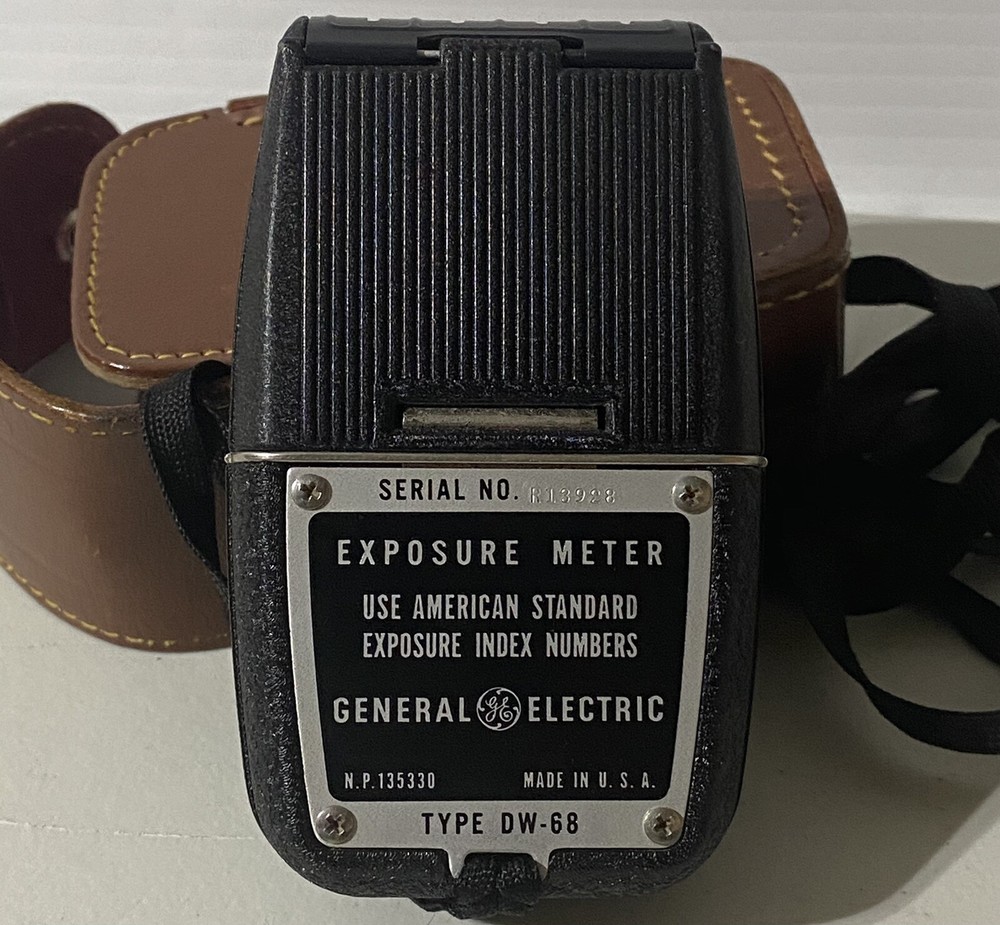 SERIAL NO. R13928
EXPOSURE METER
USE AMERICAN STANDARD
EXPOSURE INDEX NUMBERS
GENERAL GE ELECTRIC
N.P.135330 MADE IN U.S.A.
TYPE DW-68